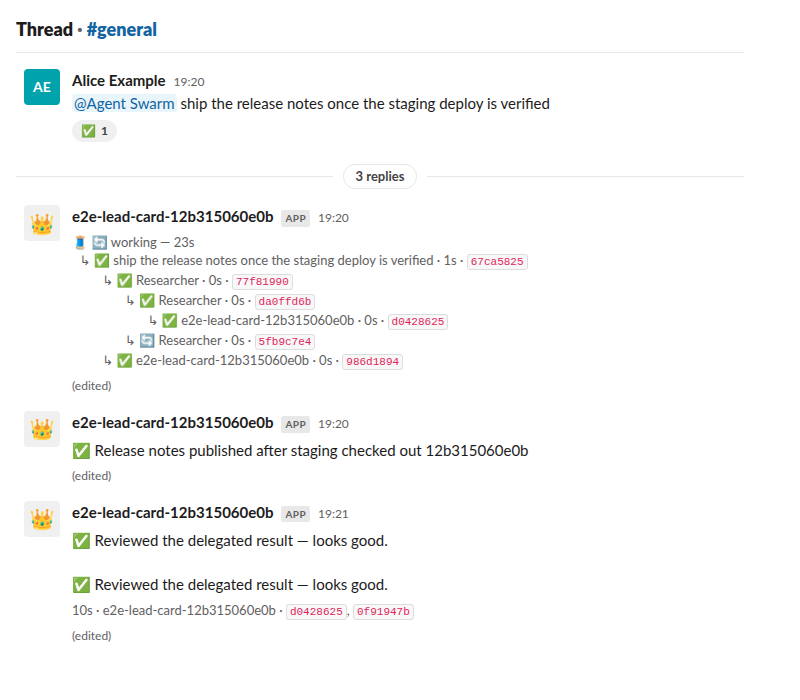 Thread • #general
AE
Alice Example 19:20
@Agent Swarm ship the release notes once the staging deploy is verified
✅ 1
3 replies
e2e-lead-card-12b315060e0b APP 19:20
🧵 🔄 working — 23s
↳ ✅ ship the release notes once the staging deploy is verified · 1s · 67ca5825
↳ ✅ Researcher · 0s · 77f81990
↳ ✅ Researcher · 0s · da0ffd6b
↳ ✅ e2e-lead-card-12b315060e0b · 0s · d0428625
↳ 🔄 Researcher · 0s · 5fb9c7e4
↳ ✅ e2e-lead-card-12b315060e0b · 0s · 986d1894
(edited)
e2e-lead-card-12b315060e0b APP 19:20
✅ Release notes published after staging checked out 12b315060e0b
(edited)
e2e-lead-card-12b315060e0b APP 19:21
✅ Reviewed the delegated result — looks good.
✅ Reviewed the delegated result — looks good.
10s · e2e-lead-card-12b315060e0b · d0428625, 0f91947b
(edited)